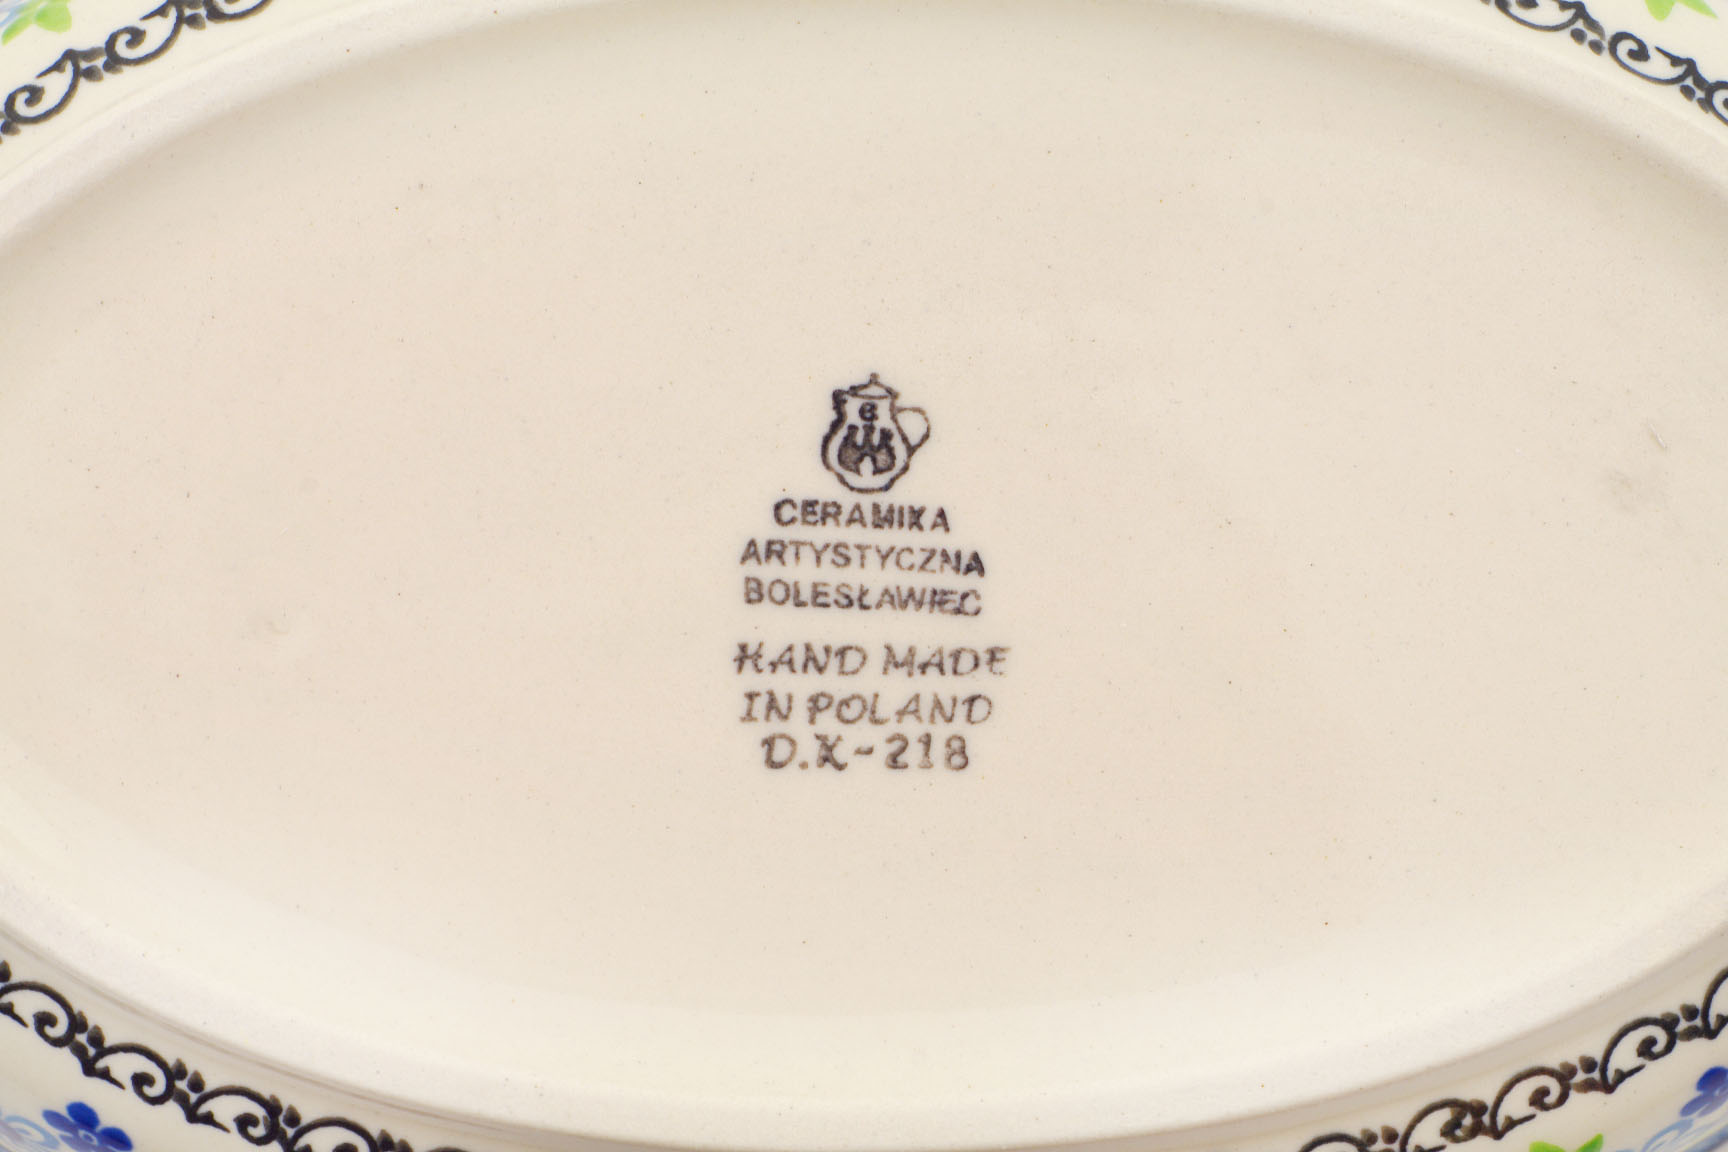 B
CERAMIKA
ARTYSTYCZNA
BOLESŁAWIEC
HAND MADE
IN POLAND
D.K-218